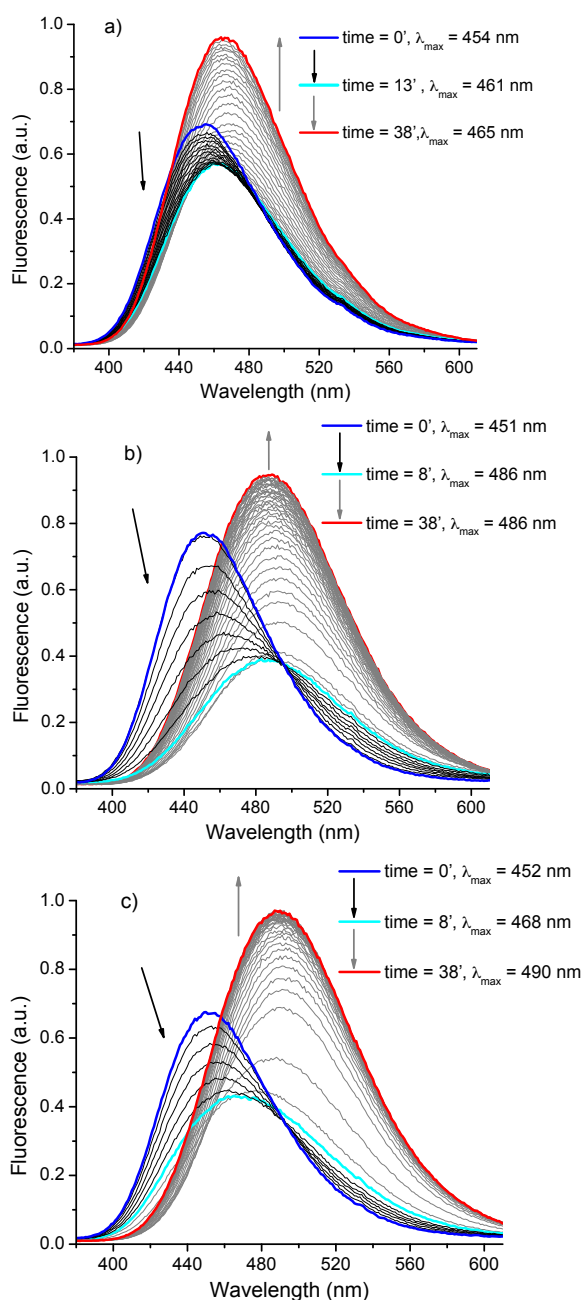 a)
time = 0', λmax = 454 nm
time = 13' , λmax = 461 nm
time = 38',λmax = 465 nm
Fluorescence (a.u.)
1.0
0.8
0.6
0.4
0.2
0.0
400 440 480 520 560 600
Wavelength (nm)
b)
time = 0', λmax = 451 nm
time = 8', λmax = 486 nm
time = 38', λmax = 486 nm
Fluorescence (a.u.)
1.0
0.8
0.6
0.4
0.2
0.0
400 440 480 520 560 600
Wavelength (nm)
c)
time = 0', λmax = 452 nm
time = 8', λmax = 468 nm
time = 38', λmax = 490 nm
Fluorescence (a.u.)
1.0
0.8
0.6
0.4
0.2
0.0
400 440 480 520 560 600
Wavelength (nm)